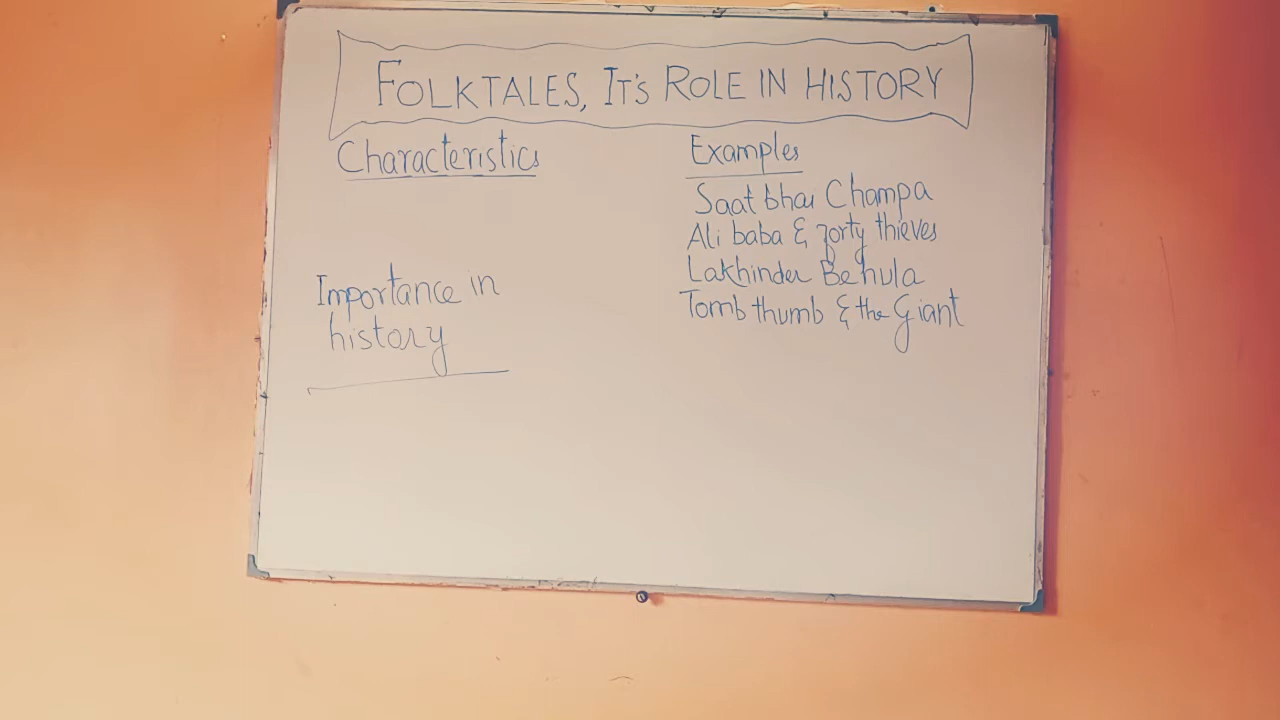 FOLKTALES, IT'S ROLE IN HISTORY
Characteristics
Importance in
history
Examples
Saat bhai Champa
Ali baba & forty thieves
Lakhinder Behula
Tomb thumb & the Giant